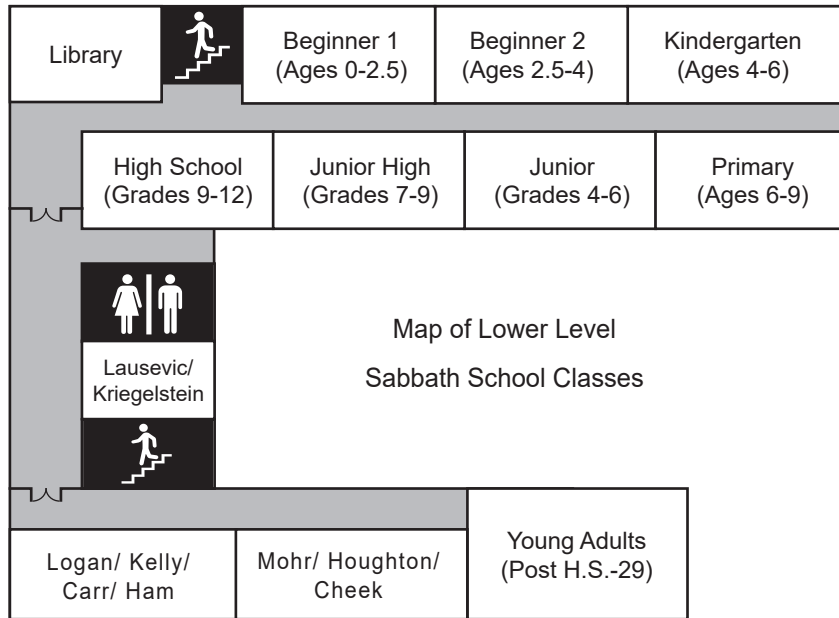 Library
Beginner 1
(Ages 0-2.5)
Beginner 2
(Ages 2.5-4)
Kindergarten
(Ages 4-6)
High School
(Grades 9-12)
Junior High
(Grades 7-9)
Junior
(Grades 4-6)
Primary
(Ages 6-9)
Map of Lower Level
Sabbath School Classes
Lausevic/
Kriegelstein
Logan/ Kelly/
Carr/ Ham
Mohr/ Houghton/
Cheek
Young Adults
(Post H.S.-29)